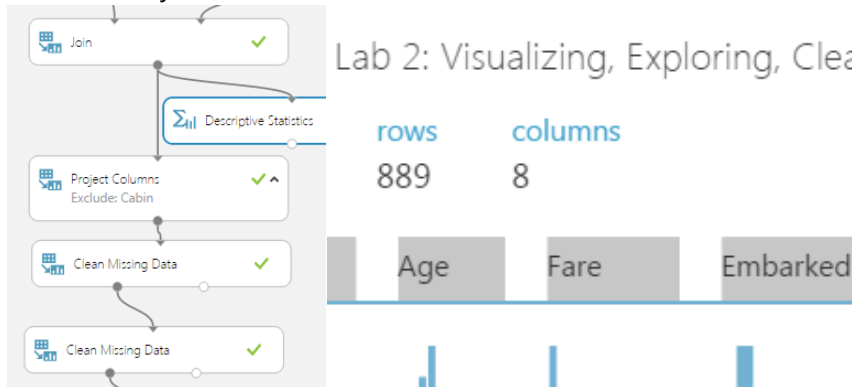 Join
Descriptive Statistics
Project Columns
Exclude: Cabin
Clean Missing Data
Clean Missing Data
Lab 2: Visualizing, Exploring, Clea
rows columns
889 8
Age Fare Embarked